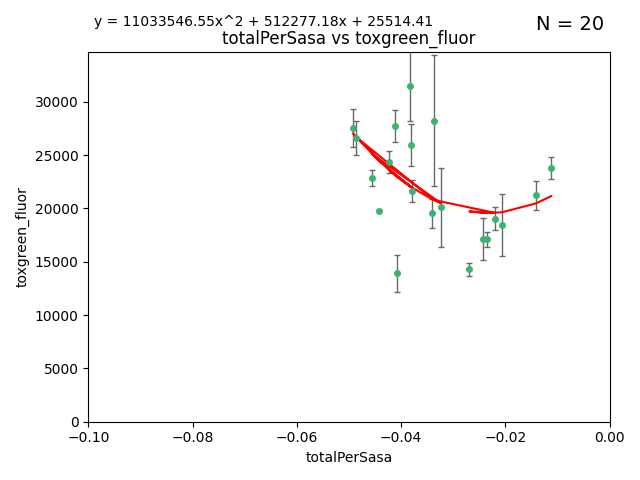 y = 11033546.55x^2 + 512277.18x + 25514.41
N = 20
totalPerSasa vs toxgreen_fluor
30000
25000
20000
15000
10000
5000
0
toxgreen_fluor
−0.10
−0.08
−0.06
−0.04
−0.02
0.00
totalPerSasa